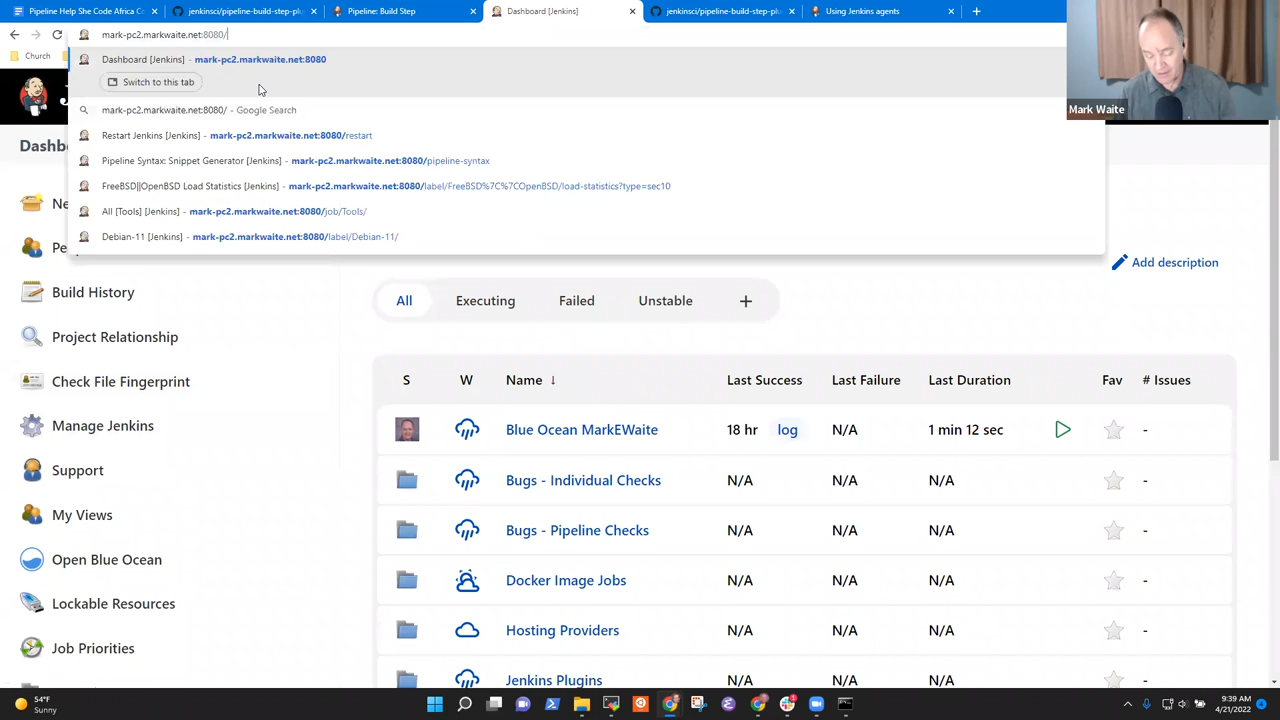 Pipeline Help She Code Africa Co
jenkinsci/pipeline-build-step-plu
Pipeline: Build Step
Dashboard [Jenkins]
jenkinsci/pipeline-build-step-plu
Using Jenkins agents
mark-pc2.markwaite.net:8080/
Church
Dashboard [Jenkins] - mark-pc2.markwaite.net:8080
Switch to this tab
mark-pc2.markwaite.net:8080/ - Google Search
Restart Jenkins [Jenkins] - mark-pc2.markwaite.net:8080/restart
Pipeline Syntax: Snippet Generator [Jenkins] - mark-pc2.markwaite.net:8080/pipeline-syntax
FreeBSD||OpenBSD Load Statistics [Jenkins] - mark-pc2.markwaite.net:8080/label/FreeBSD%7C%7COpenBSD/load-statistics?type=sec10
All [Tools] [Jenkins] - mark-pc2.markwaite.net:8080/job/Tools/
Debian-11 [Jenkins] - mark-pc2.markwaite.net:8080/label/Debian-11/
Mark Waite
Dashb
Ne
Pe
Build History
Project Relationship
Check File Fingerprint
Manage Jenkins
Support
My Views
Open Blue Ocean
Lockable Resources
Job Priorities
Add description
All Executing Failed Unstable +
S W Name ↓ Last Success Last Failure Last Duration Fav # Issues
Blue Ocean MarkEWaite 18 hr log N/A 1 min 12 sec -
Bugs - Individual Checks N/A N/A N/A -
Bugs - Pipeline Checks N/A N/A N/A -
Docker Image Jobs N/A N/A N/A -
Hosting Providers N/A N/A N/A -
Jenkins Plugins N/A N/A N/A -
54°F
Sunny
9:39 AM
4/21/2022